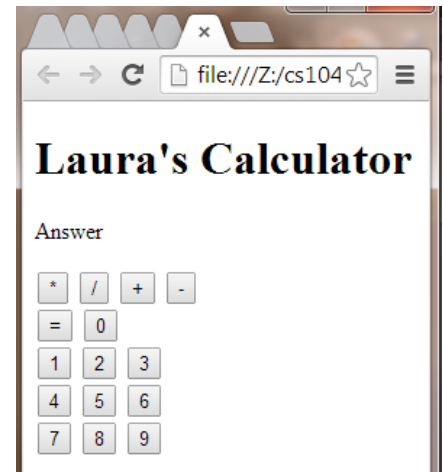 file:///Z:/cs104
Laura's Calculator
Answer
* / + -
= 0
1 2 3
4 5 6
7 8 9